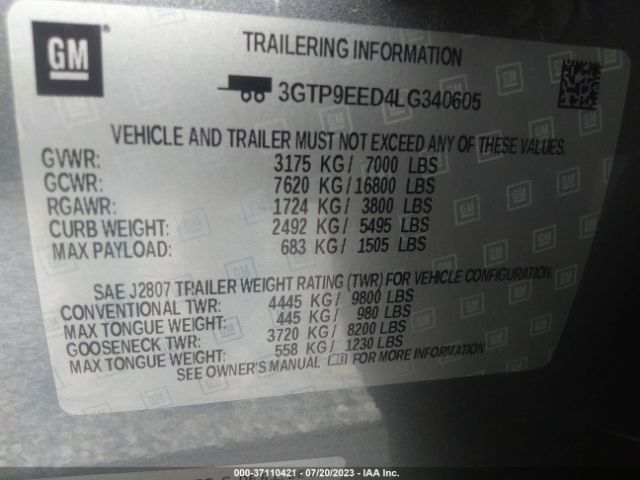 GM
TRAILERING INFORMATION
3GTP9EED4LG340605
VEHICLE AND TRAILER MUST NOT EXCEED ANY OF THESE VALUES.
GVWR: 3175 KG/ 7000 LBS
GCWR: 7620 KG/16800 LBS
RGAWR: 1724 KG/ 3800 LBS
CURB WEIGHT: 2492 KG/ 5495 LBS
MAX PAYLOAD: 683 KG/ 1505 LBS
SAE J2807 TRAILER WEIGHT RATING (TWR) FOR VEHICLE CONFIGURATION.
CONVENTIONAL TWR: 4445 KG/ 9800 LBS
MAX TONGUE WEIGHT: 445 KG/ 980 LBS
GOOSENECK TWR: 3720 KG/ 8200 LBS
MAX TONGUE WEIGHT: 558 KG/ 1230 LBS
SEE OWNER'S MANUAL FOR MORE INFORMATION
000-37110421 - 07/20/2023 - IAA Inc.